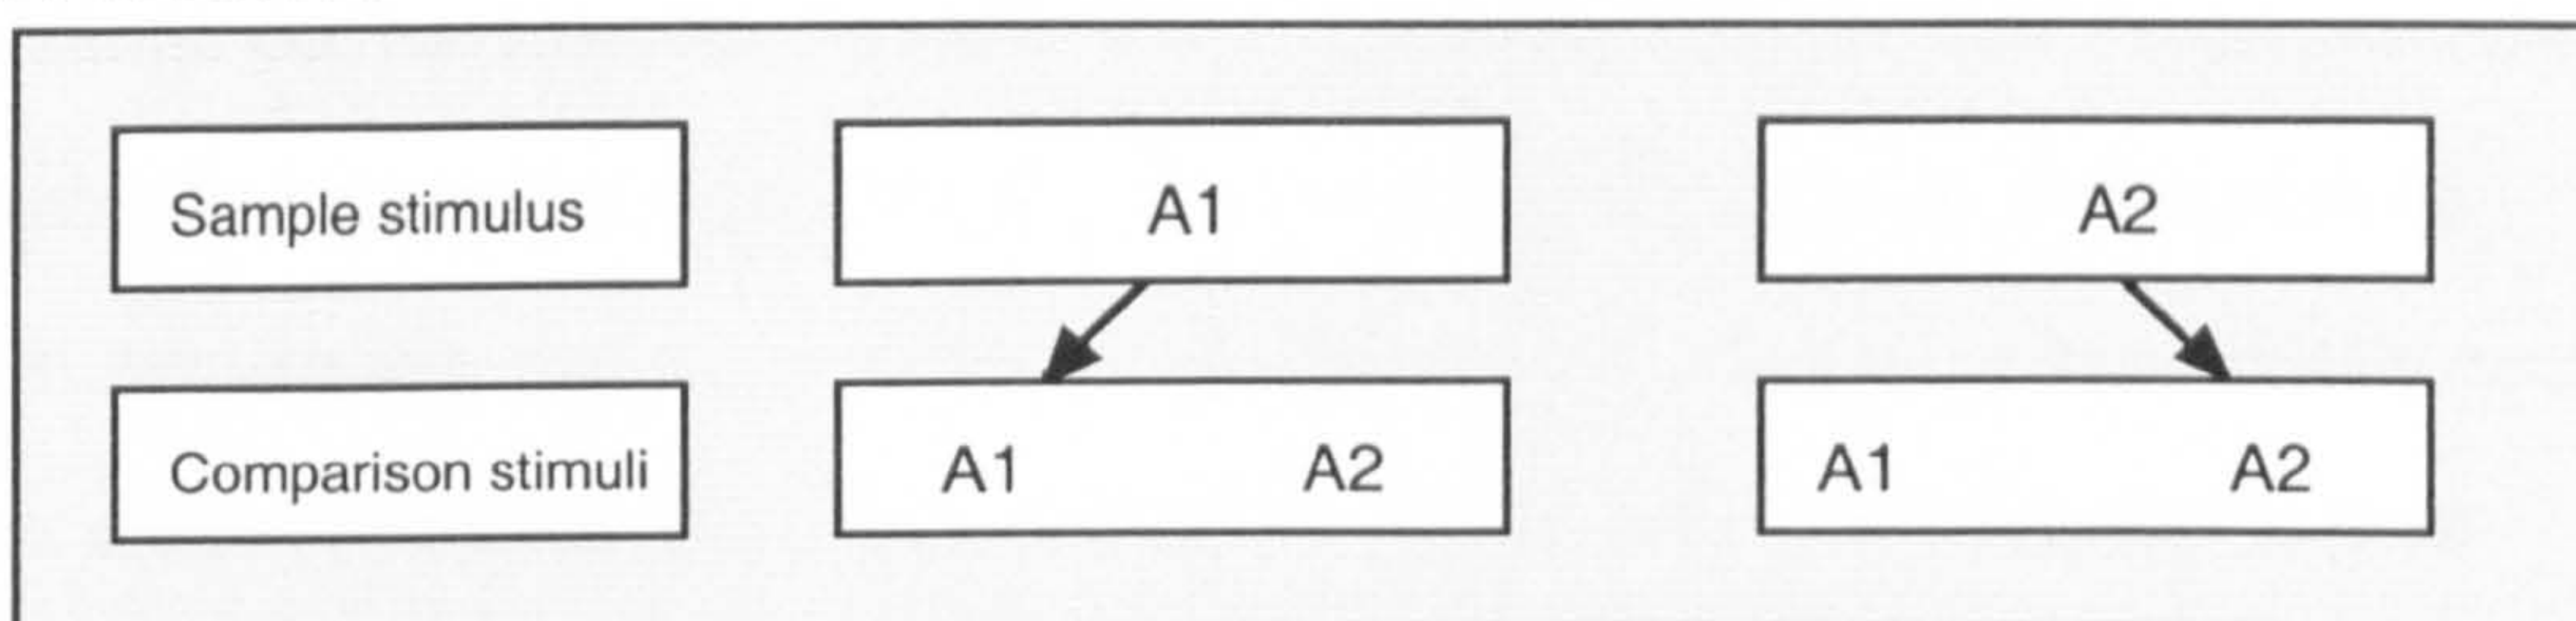 Sample stimulus
A1
A2
Comparison stimuli
A1 A2
A1 A2